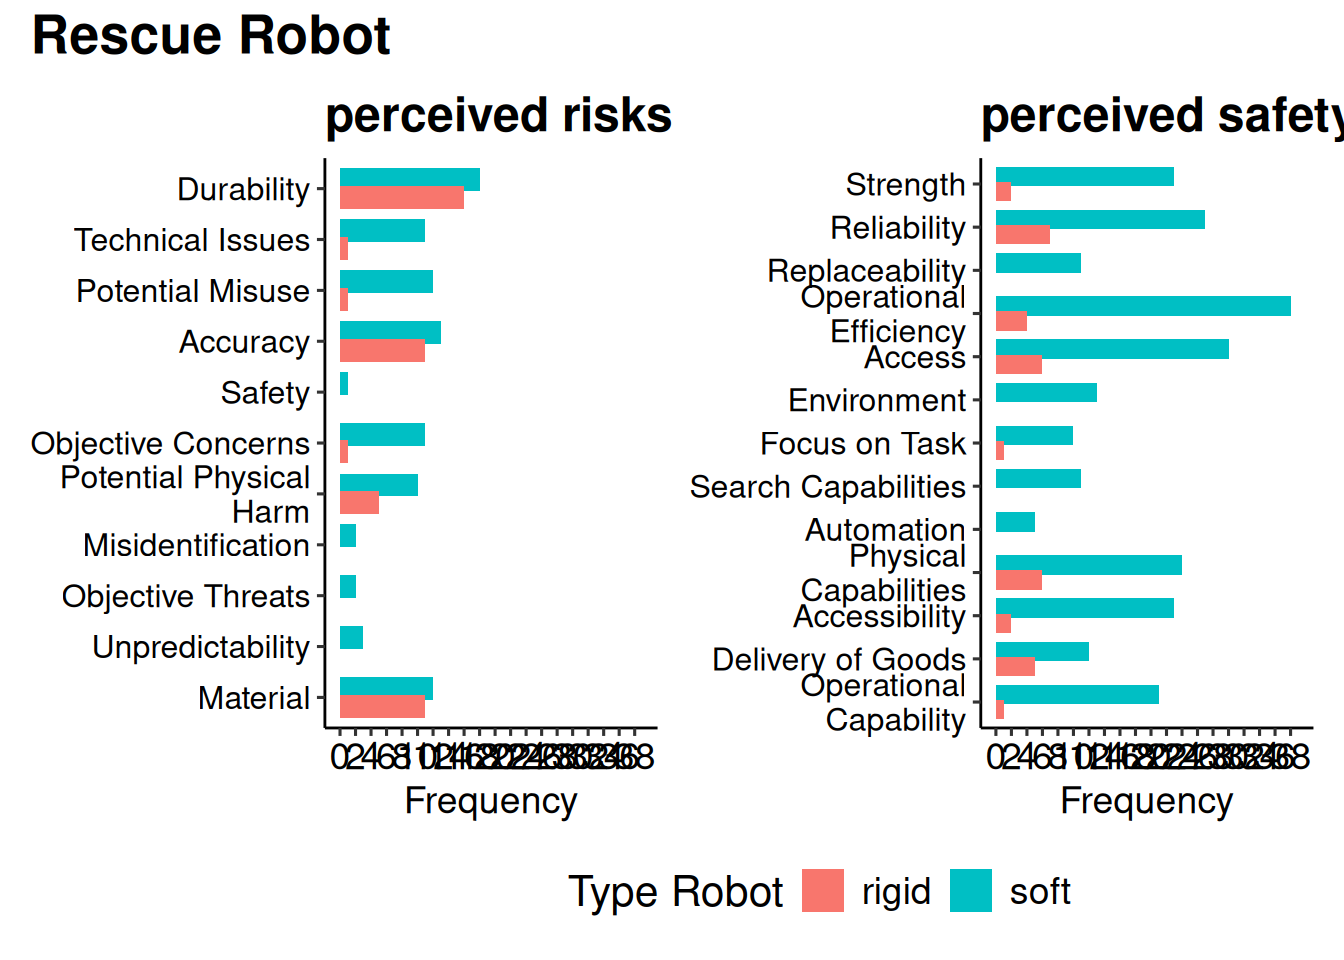 Rescue Robot
perceived risks
Durability
Technical Issues
Potential Misuse
Accuracy
Safety
Objective Concerns
Potential Physical
Harm
Misidentification
Objective Threats
Unpredictability
Material
Frequency
perceived safety
Strength
Reliability
Replaceability
Operational
Efficiency
Access
Environment
Focus on Task
Search Capabilities
Automation
Physical
Capabilities
Accessibility
Delivery of Goods
Operational
Capability
Frequency
Type Robot rigid soft